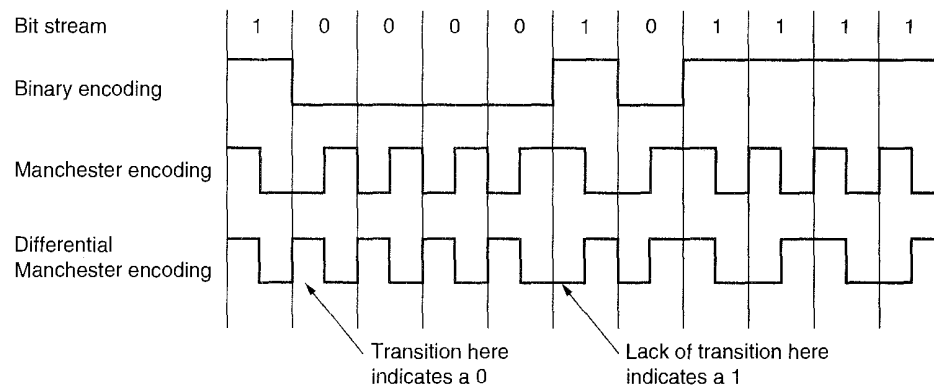 Bit stream 1 0 0 0 0 1 0 1 1 1 1
Binary encoding
Manchester encoding
Differential
Manchester encoding
Transition here
indicates a 0
Lack of transition here
indicates a 1